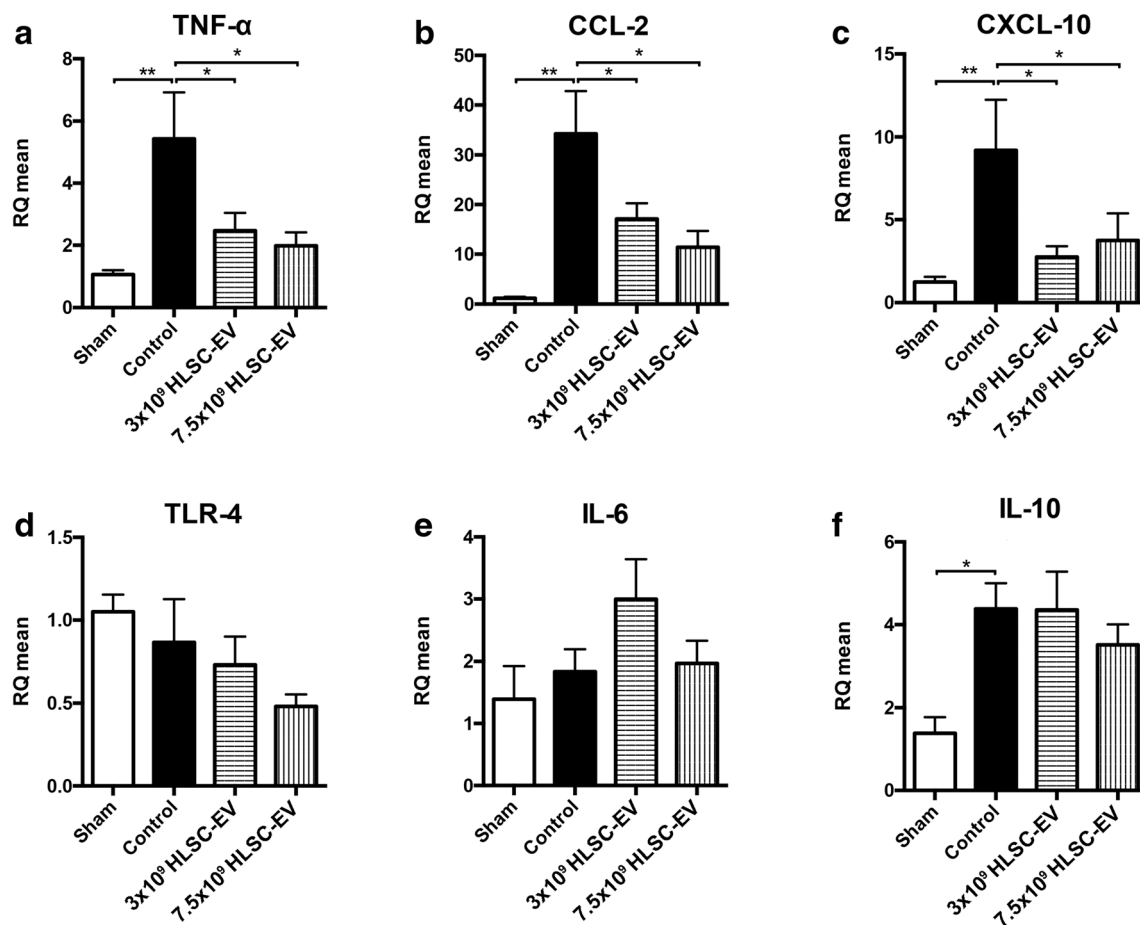 a
TNF-α
8
6
4
2
0
RQ mean
**
*
*
Sham
Control
3x10⁹ HLSC-EV
7.5x10⁹ HLSC-EV
b
CCL-2
50
40
30
20
10
0
RQ mean
**
*
*
Sham
Control
3x10⁹ HLSC-EV
7.5x10⁹ HLSC-EV
c
CXCL-10
15
10
5
0
RQ mean
**
*
*
Sham
Control
3x10⁹ HLSC-EV
7.5x10⁹ HLSC-EV
d
TLR-4
1.5
1.0
0.5
0.0
RQ mean
Sham
Control
3x10⁹ HLSC-EV
7.5x10⁹ HLSC-EV
e
IL-6
4
3
2
1
0
RQ mean
Sham
Control
3x10⁹ HLSC-EV
7.5x10⁹ HLSC-EV
f
IL-10
6
4
2
0
RQ mean
*
Sham
Control
3x10⁹ HLSC-EV
7.5x10⁹ HLSC-EV